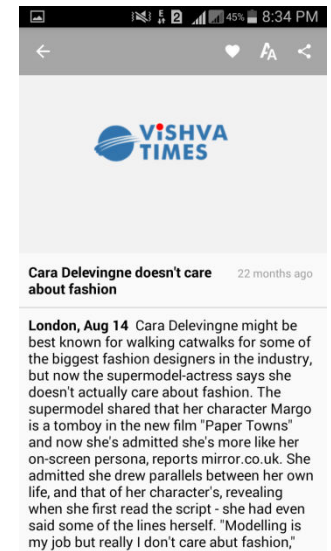 2 45% 8:34 PM
AA
VISHVA
TIMES
Cara Delevingne doesn't care
about fashion
22 months ago
London, Aug 14 Cara Delevingne might be
best known for walking catwalks for some of
the biggest fashion designers in the industry,
but now the supermodel-actress says she
doesn't actually care about fashion. The
supermodel shared that her character Margo
is a tomboy in the new film "Paper Towns"
and now she's admitted she's more like her
on-screen persona, reports mirror.co.uk. She
admitted she drew parallels between her own
life, and that of her character's, revealing
when she first read the script - she had even
said some of the lines herself. "Modelling is
my job but really I don't care abut fashion,"